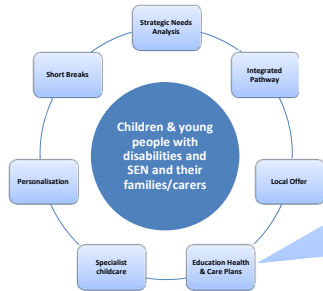 Strategic Needs
Analysis
Short Breaks
Integrated
Pathway
Children & young
people with
disabilities and
SEN and their
families/carers
Personalisation
Local Offer
Specialist
childcare
Education Health
& Care Plans